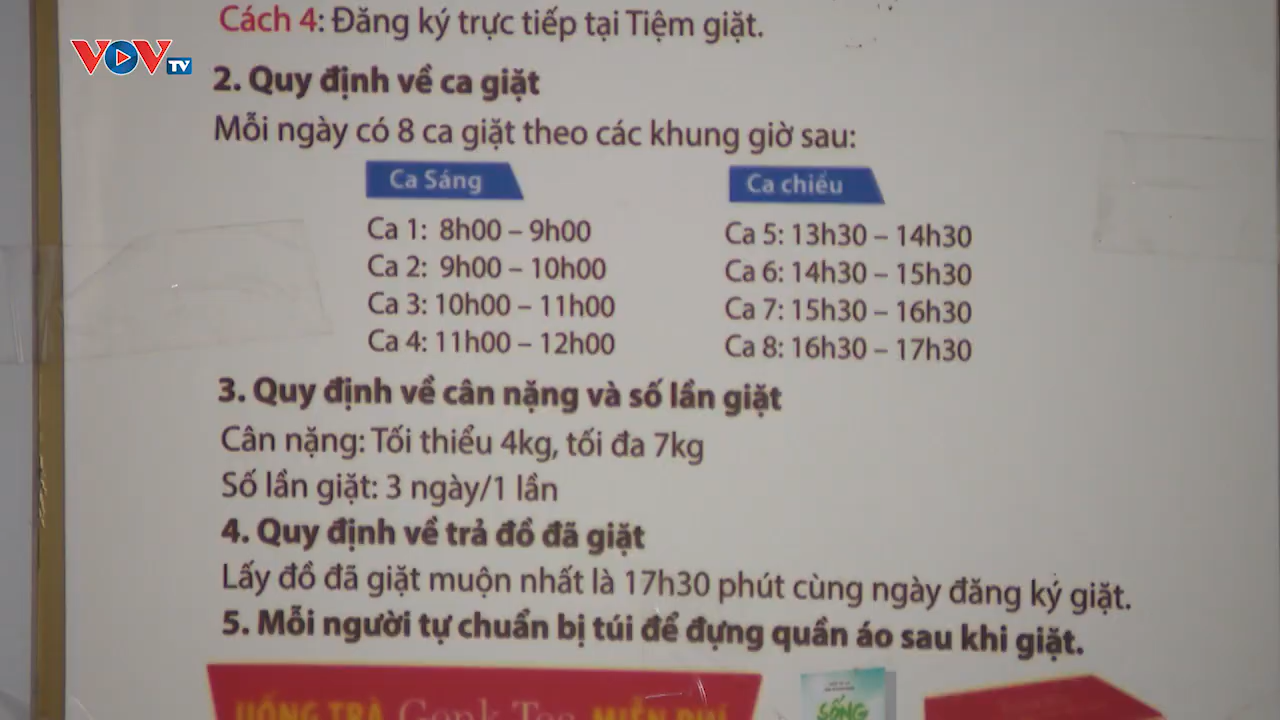 Cách 4: Đăng ký trực tiếp tại Tiệm giặt.
VOV TV
2. Quy định về ca giặt
Mỗi ngày có 8 ca giặt theo các khung giờ sau:
Ca Sáng
Ca 1: 8h00 – 9h00
Ca 2: 9h00 – 10h00
Ca 3: 10h00 – 11h00
Ca 4: 11h00 – 12h00
Ca chiều
Ca 5: 13h30 – 14h30
Ca 6: 14h30 – 15h30
Ca 7: 15h30 – 16h30
Ca 8: 16h30 – 17h30
3. Quy định về cân nặng và số lần giặt
Cân nặng: Tối thiểu 4kg, tối đa 7kg
Số lần giặt: 3 ngày/1 lần
4. Quy định về trả đồ đã giặt
Lấy đồ đã giặt muộn nhất là 17h30 phút cùng ngày đăng ký giặt.
5. Mỗi người tự chuẩn bị túi để đựng quần áo sau khi giặt.
UỐNG TRÀ
SỐNG